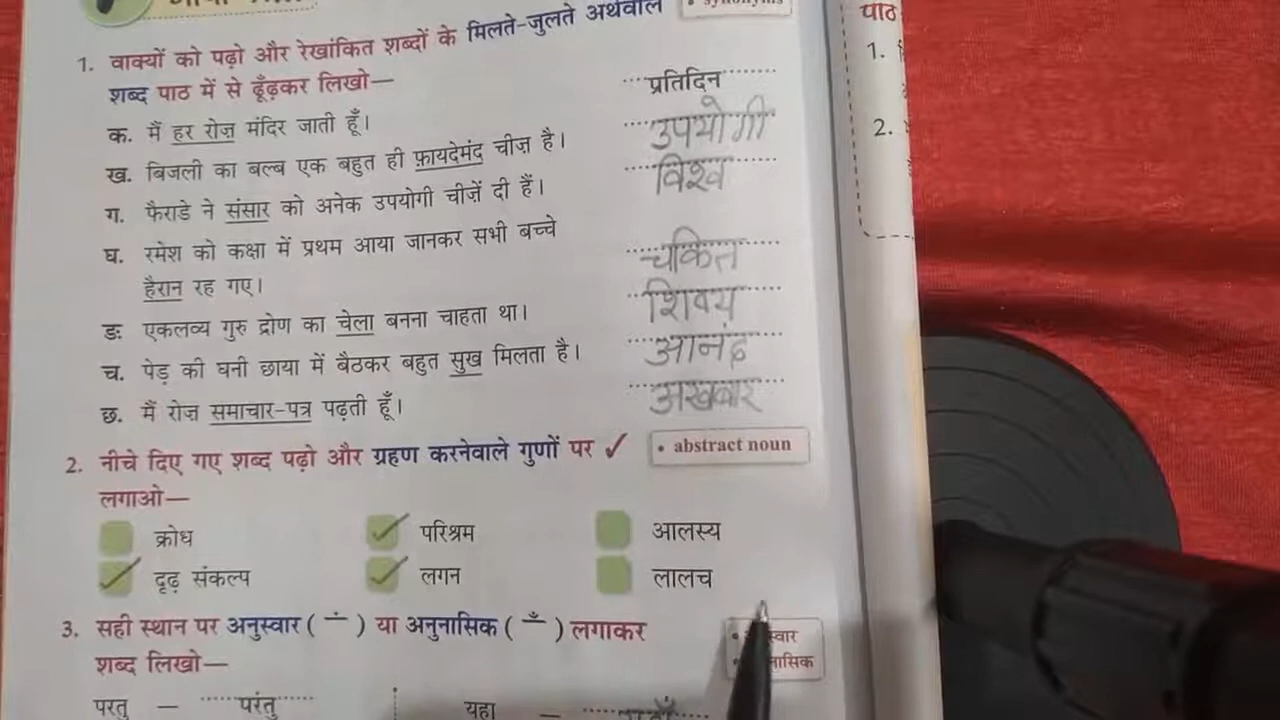 • synonyms
1. वाक्यों को पढ़ो और रेखांकित शब्दों के मिलते-जुलते अर्थवाले
शब्द पाठ में से ढूँढ़कर लिखो—
क. मैं हर रोज़ मंदिर जाती हूँ। प्रतिदिन
ख. बिजली का बल्ब एक बहुत ही फ़ायदेमंद चीज़ है। उपयोगी
ग. फैराडे ने संसार को अनेक उपयोगी चीज़ें दी हैं। विश्व
घ. रमेश को कक्षा में प्रथम आया जानकर सभी बच्चे
हैरान रह गए। चकित
ङ. एकलव्य गुरु द्रोण का चेला बनना चाहता था। शिष्य
च. पेड़ की घनी छाया में बैठकर बहुत सुख मिलता है। आनंद
छ. मैं रोज़ समाचार-पत्र पढ़ती हूँ। अखबार
2. नीचे दिए गए शब्द पढ़ो और ग्रहण करनेवाले गुणों पर ✓
• abstract noun
लगाओ—
क्रोध ✓ परिश्रम आलस्य
✓ दृढ़ संकल्प ✓ लगन लालच
3. सही स्थान पर अनुस्वार ( ं ) या अनुनासिक ( ँ ) लगाकर
शब्द लिखो—
परतु — परंतु यहा —
पाठ
1.
2.